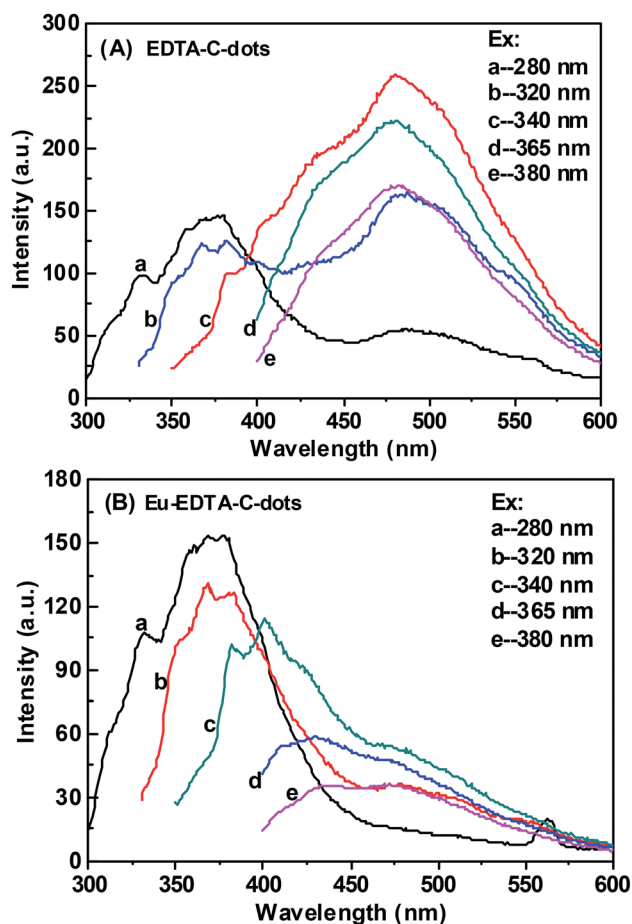 (A) EDTA-C-dots
Ex:
a--280 nm
b--320 nm
c--340 nm
d--365 nm
e--380 nm
300
250
200
150
100
50
0
Intensity (a.u.)
a
b
c
d
e
300 350 400 450 500 550 600
Wavelength (nm)
(B) Eu-EDTA-C-dots
Ex:
a--280 nm
b--320 nm
c--340 nm
d--365 nm
e--380 nm
180
150
120
90
60
30
0
Intensity (a.u.)
a
b
c
d
e
300 350 400 450 500 550 600
Wavelength (nm)